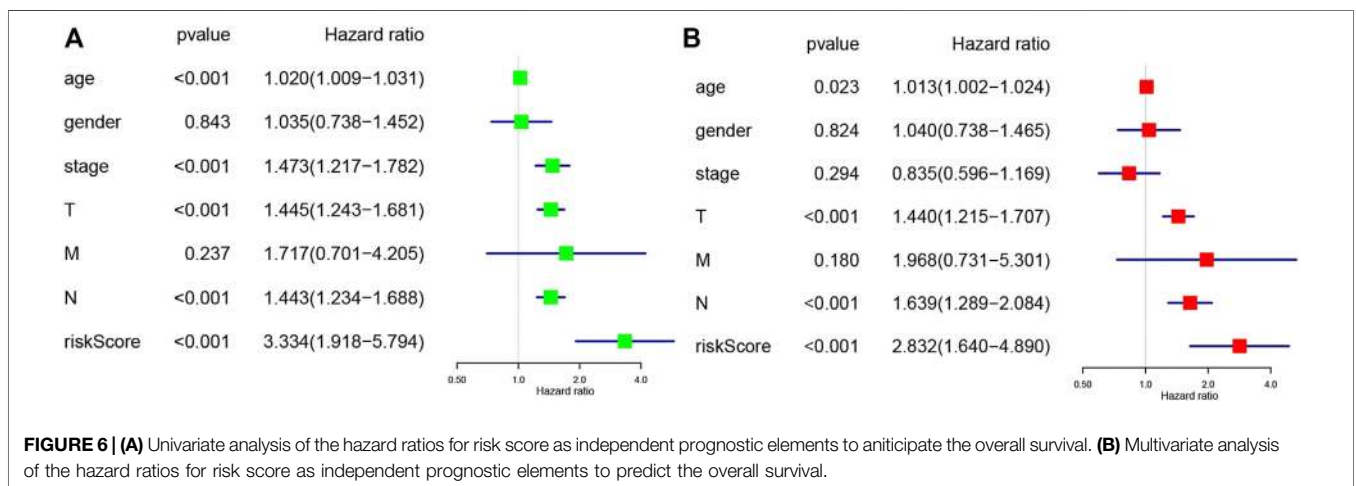 A pvalue Hazard ratio
age <0.001 1.020(1.009−1.031)
gender 0.843 1.035(0.738−1.452)
stage <0.001 1.473(1.217−1.782)
T <0.001 1.445(1.243−1.681)
M 0.237 1.717(0.701−4.205)
N <0.001 1.443(1.234−1.688)
riskScore <0.001 3.334(1.918−5.794)
0.50 1.0 2.0 4.0
Hazard ratio
B pvalue Hazard ratio
age 0.023 1.013(1.002−1.024)
gender 0.824 1.040(0.738−1.465)
stage 0.294 0.835(0.596−1.169)
T <0.001 1.440(1.215−1.707)
M 0.180 1.968(0.731−5.301)
N <0.001 1.639(1.289−2.084)
riskScore <0.001 2.832(1.640−4.890)
0.50 1.0 2.0 4.0
Hazard ratio
FIGURE 6 | (A) Univariate analysis of the hazard ratios for risk score as independent prognostic elements to aniticipate the overall survival. (B) Multivariate analysis
of the hazard ratios for risk score as independent prognostic elements to predict the overall survival.